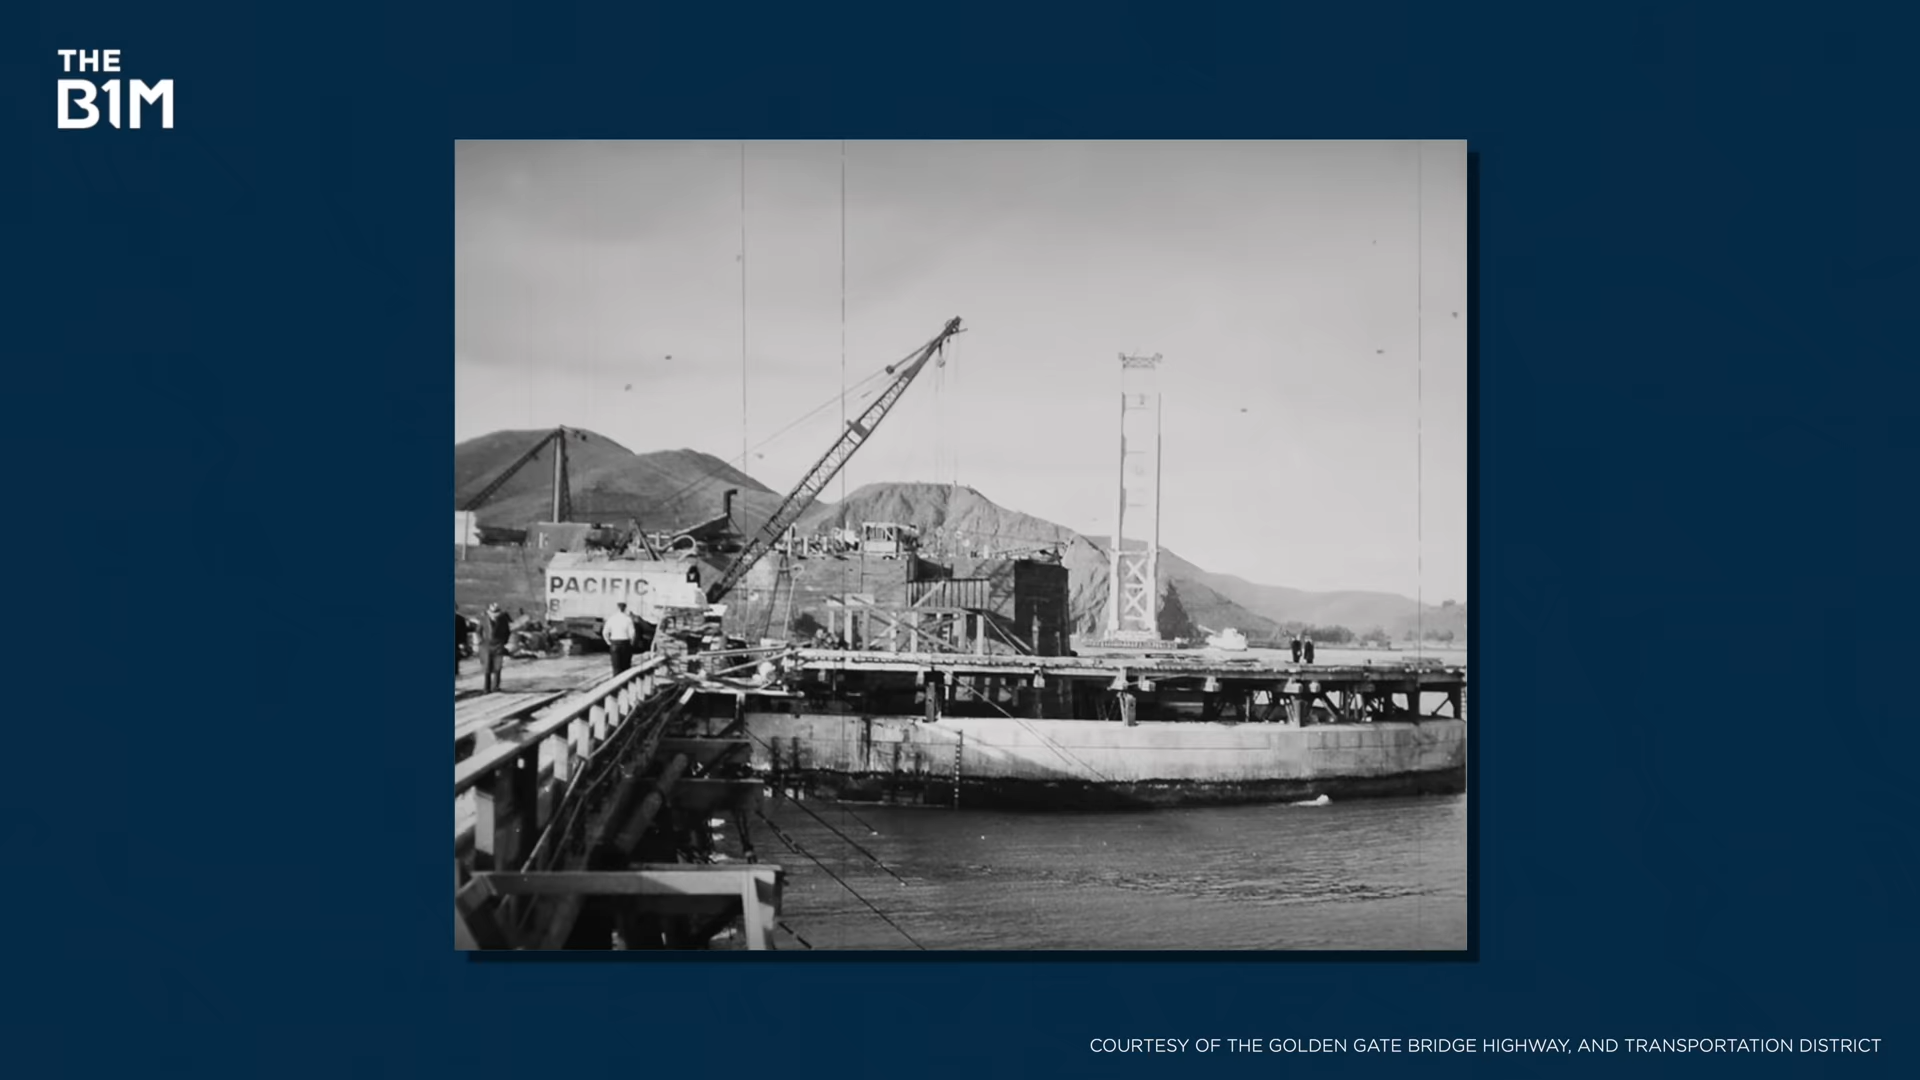 THE
B1M
PACIFIC
COURTESY OF THE GOLDEN GATE BRIDGE HIGHWAY, AND TRANSPORTATION DISTRICT